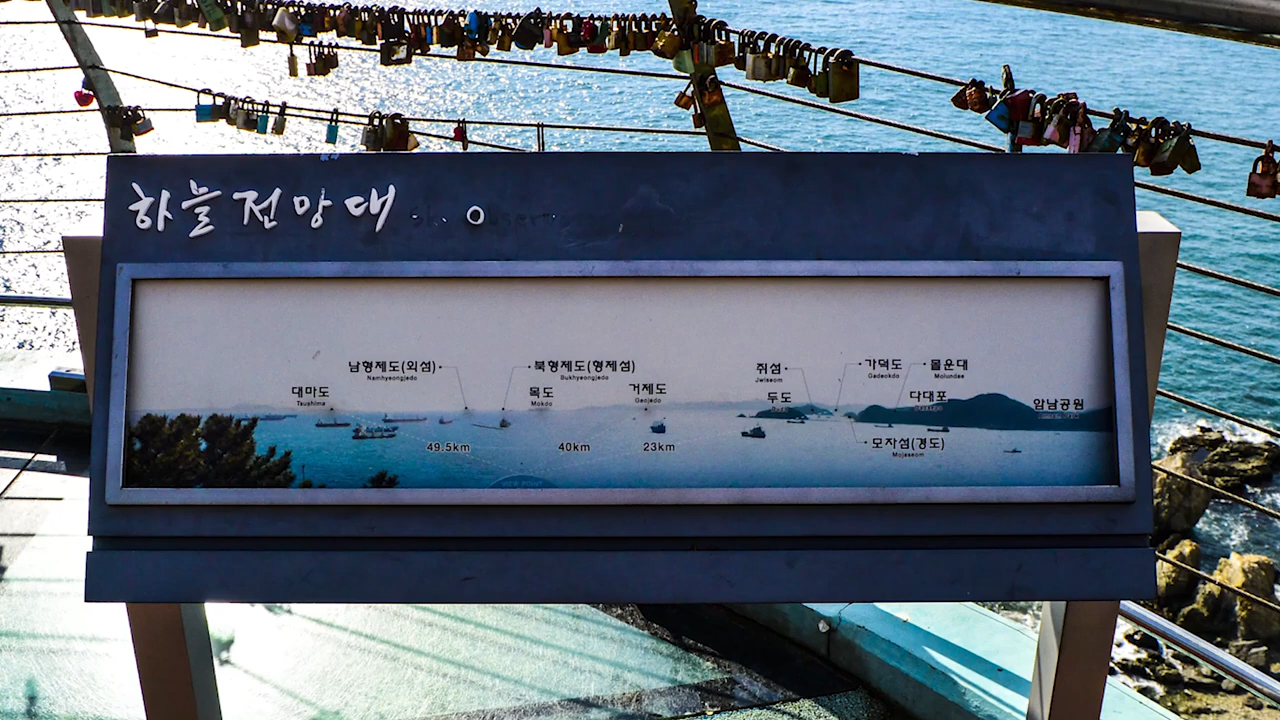 하늘전망대
남형제도(외섬)
Namhyeongjedo
북형제도(형제섬)
Bukhyeongjedo
쥐섬
Jwiseom
가덕도
Gadeokdo
몰운대
Molundae
대마도
Tsushima
목도
Mokdo
거제도
Geojedo
두도
다대포
암남공원
49.5km
40km
23km
모자섬(경도)
Mojaseom